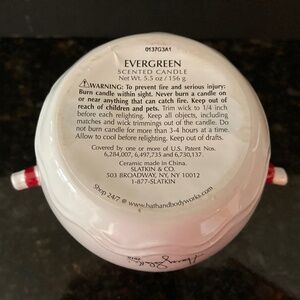 0137G3A1
EVERGREEN
SCENTED CANDLE
Net Wt. 5.5 oz / 156 g
⚠WARNING: To prevent fire and serious injury:
Burn candle within sight. Never burn a candle on
or near anything that can catch fire. Keep out of
reach of children and pets. Trim wick to 1/4 inch
before each relighting. Keep all objects, including
matches and wick trimmings out of the candle. Do
not burn candle for more than 3-4 hours at a time.
Allow to cool before relighting. Keep out of drafts.
Covered by one or more of U.S. Patent Nos.
6,284,007, 6,497,735 and 6,730,137.
Ceramic made in China.
SLATKIN & CO.
503 BROADWAY, NY, NY 10012
1-877-SLATKIN
Shop 24/7 @ www.bathandbodyworks.com